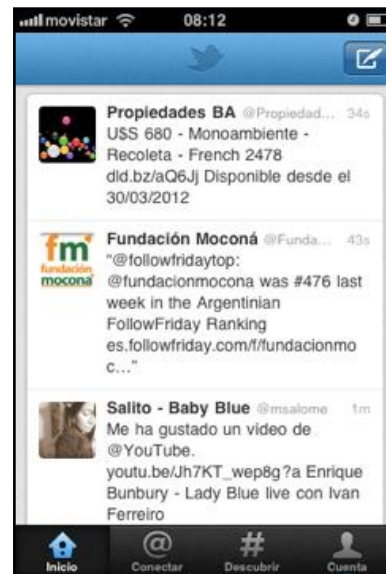 movistar 08:12
Propiedades BA @Propiedad... 34s
U$S 680 - Monoambiente -
Recoleta - French 2478
dld.bz/aQ6Jj Disponible desde el
30/03/2012
fm
fundación
mocona
Fundación Moconá @Funda... 43s
"@followfridaytop:
@fundacionmocona was #476 last
week in the Argentinian
FollowFriday Ranking
es.followfriday.com/f/fundacionmo
c..."
Salito - Baby Blue @msalome 1m
Me ha gustado un video de
@YouTube.
youtu.be/Jh7KT_wep8g?a Enrique
Bunbury - Lady Blue live con Ivan
Ferreiro
Inicio @ Conectar # Descubrir Cuenta